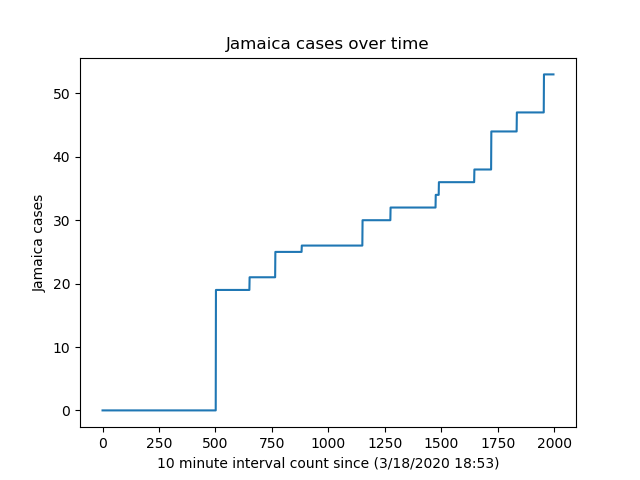 Jamaica cases over time
50
40
30
20
10
0
Jamaica cases
0 250 500 750 1000 1250 1500 1750 2000
10 minute interval count since (3/18/2020 18:53)